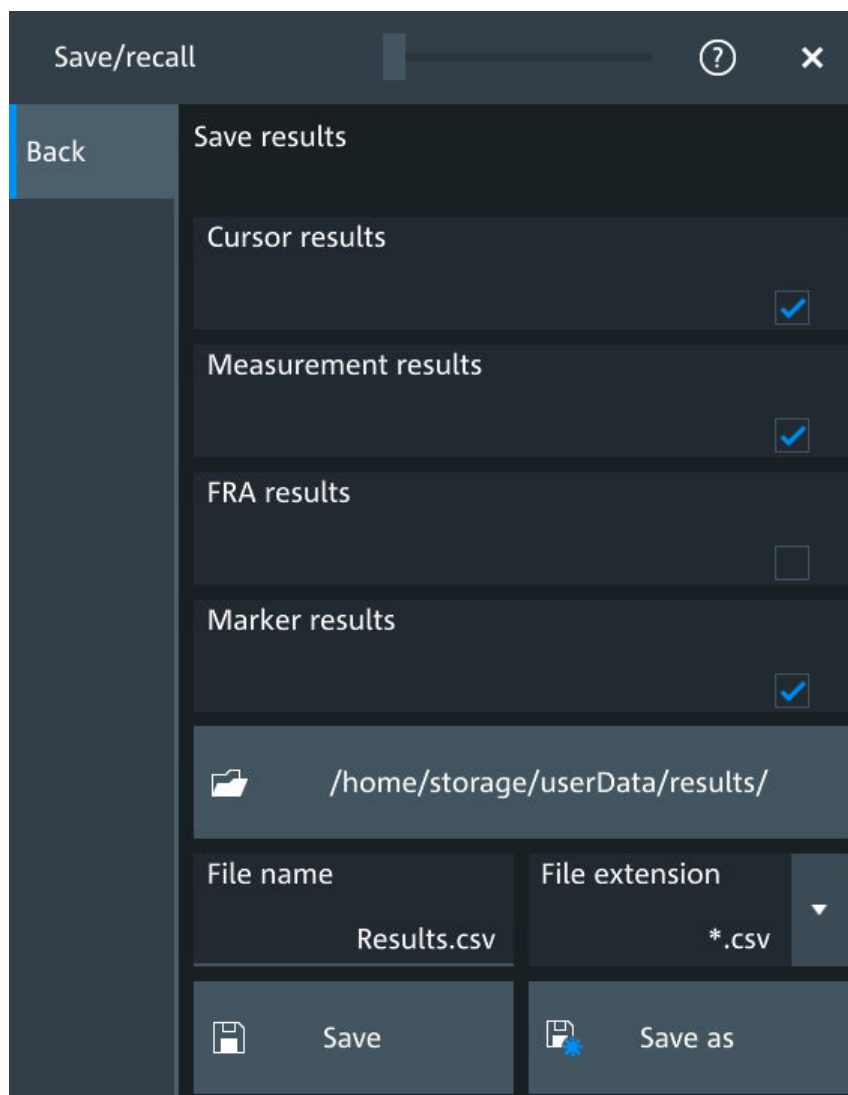 Save/recall
?
Back
Save results
Cursor results
Measurement results
FRA results
Marker results
/home/storage/userData/results/
File name
File extension
Results.csv
*.csv
Save
Save as